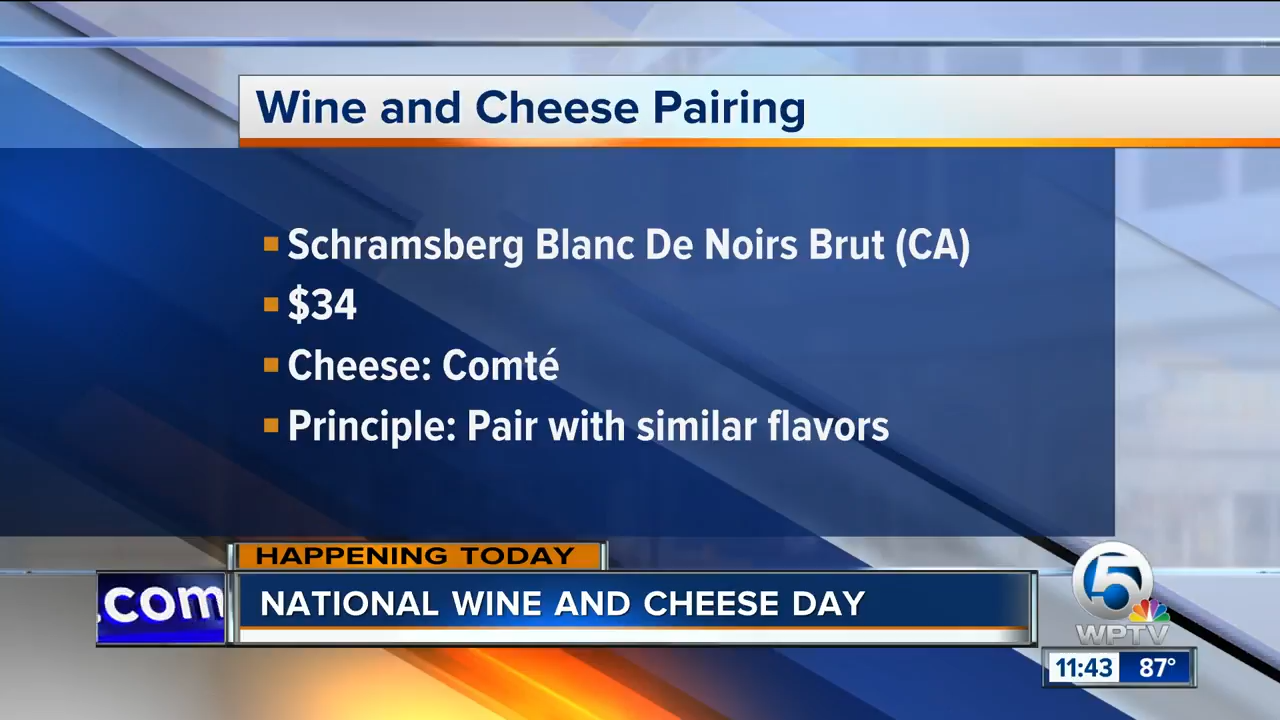 Wine and Cheese Pairing
Schramsberg Blanc De Noirs Brut (CA)
$34
Cheese: Comté
Principle: Pair with similar flavors
HAPPENING TODAY
.com
NATIONAL WINE AND CHEESE DAY
5
WPTV
11:43 87°